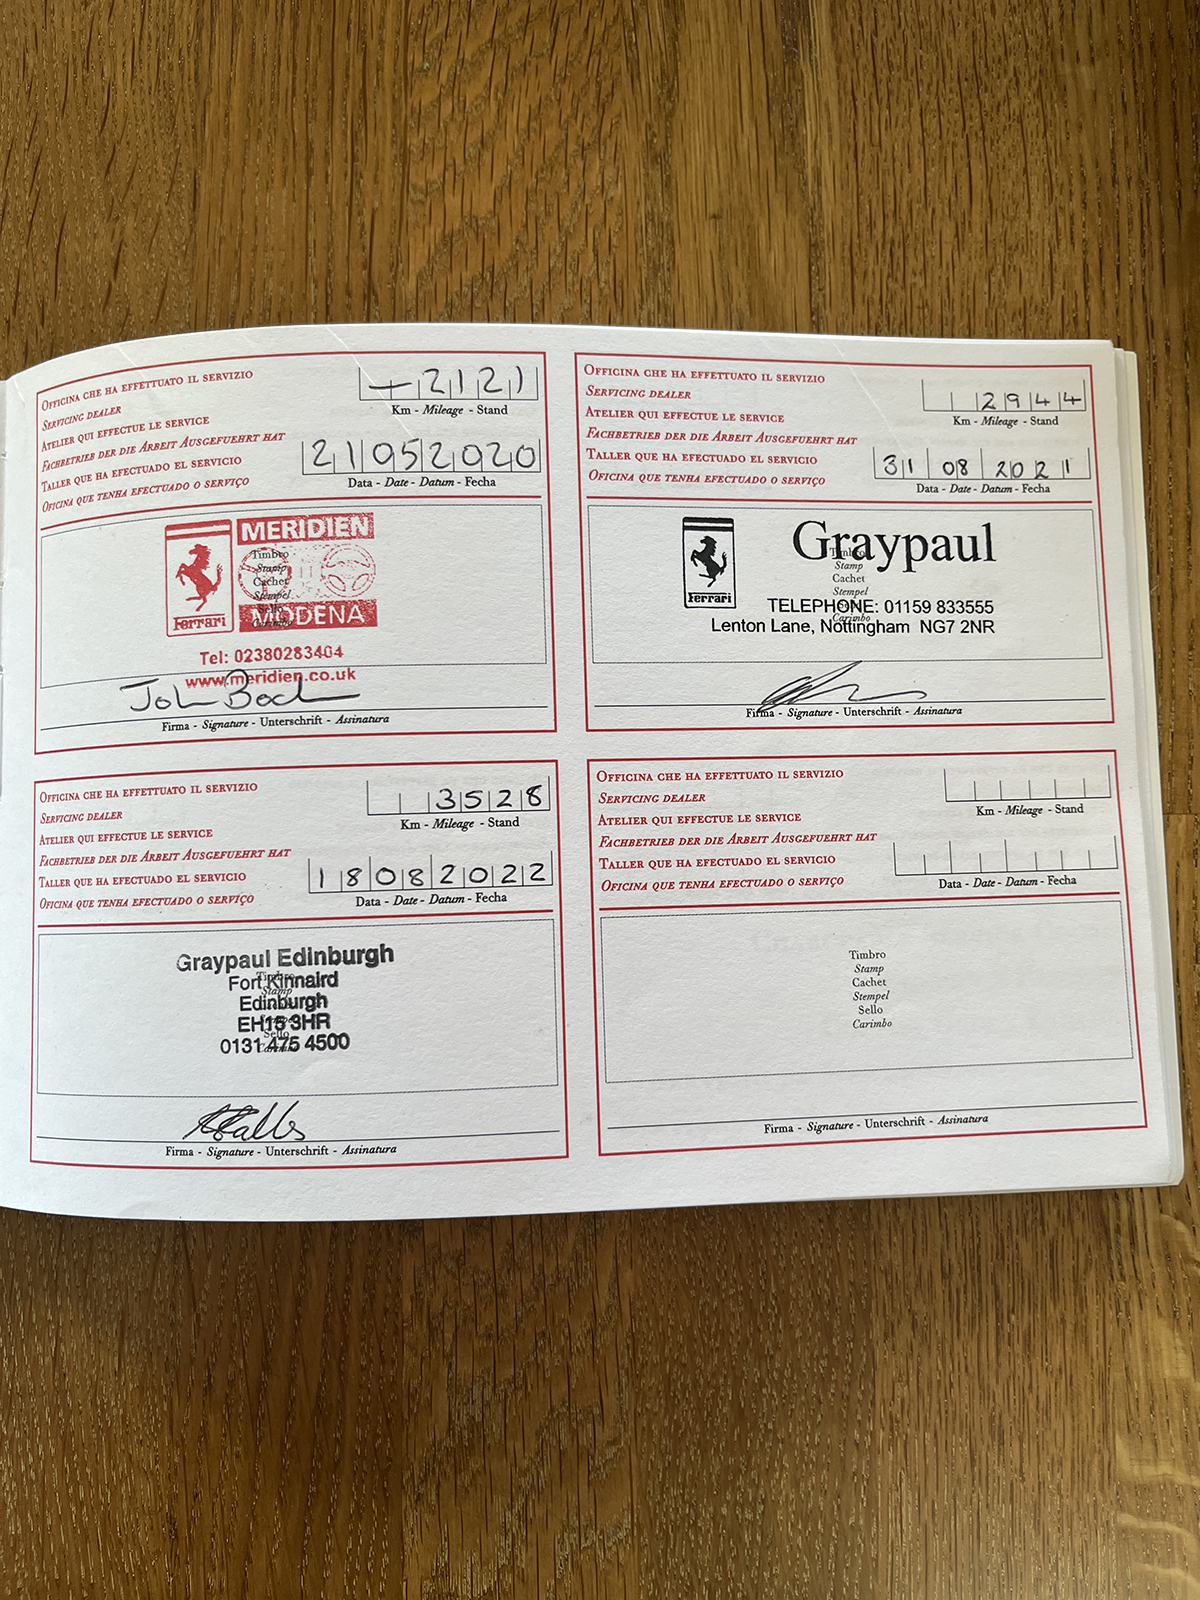 OFFICINA CHE HA EFFETTUATO IL SERVIZIO
SERVICING DEALER
ATELIER QUI EFFECTUE LE SERVICE
FACHBETRIEB DER DIE ARBEIT AUSGEFUEHRT HAT
TALLER QUE HA EFECTUADO EL SERVICIO
OFICINA QUE TENHA EFECTUADO O SERVIÇO
2121
Km - Mileage - Stand
21052020
Data - Date - Datum - Fecha
MERIDIEN
MODENA
Ferrari
Timbro
Stamp
Cachet
Stempel
Sello
Carimbo
Tel: 02380283404
www.meridien.co.uk
John
Firma - Signature - Unterschrift - Assinatura
OFFICINA CHE HA EFFETTUATO IL SERVIZIO
SERVICING DEALER
ATELIER QUI EFFECTUE LE SERVICE
FACHBETRIEB DER DIE ARBEIT AUSGEFUEHRT HAT
TALLER QUE HA EFECTUADO EL SERVICIO
OFICINA QUE TENHA EFECTUADO O SERVIÇO
2944
Km - Mileage - Stand
31082021
Data - Date - Datum - Fecha
Ferrari
Graypaul
Timbro
Stamp
Cachet
Stempel
Sello
Carimbo
TELEPHONE: 01159 833555
Lenton Lane, Nottingham NG7 2NR
Firma - Signature - Unterschrift - Assinatura
OFFICINA CHE HA EFFETTUATO IL SERVIZIO
SERVICING DEALER
ATELIER QUI EFFECTUE LE SERVICE
FACHBETRIEB DER DIE ARBEIT AUSGEFUEHRT HAT
TALLER QUE HA EFECTUADO EL SERVICIO
OFICINA QUE TENHA EFECTUADO O SERVIÇO
3528
Km - Mileage - Stand
18082022
Data - Date - Datum - Fecha
Graypaul Edinburgh
Fort Kinnaird
Edinburgh
EH15 3HR
0131 475 4500
Timbro
Stamp
Sello
Carimbo
Firma - Signature - Unterschrift - Assinatura
OFFICINA CHE HA EFFETTUATO IL SERVIZIO
SERVICING DEALER
ATELIER QUI EFFECTUE LE SERVICE
FACHBETRIEB DER DIE ARBEIT AUSGEFUEHRT HAT
TALLER QUE HA EFECTUADO EL SERVICIO
OFICINA QUE TENHA EFECTUADO O SERVIÇO
Km - Mileage - Stand
Data - Date - Datum - Fecha
Timbro
Stamp
Cachet
Stempel
Sello
Carimbo
Firma - Signature - Unterschrift - Assinatura